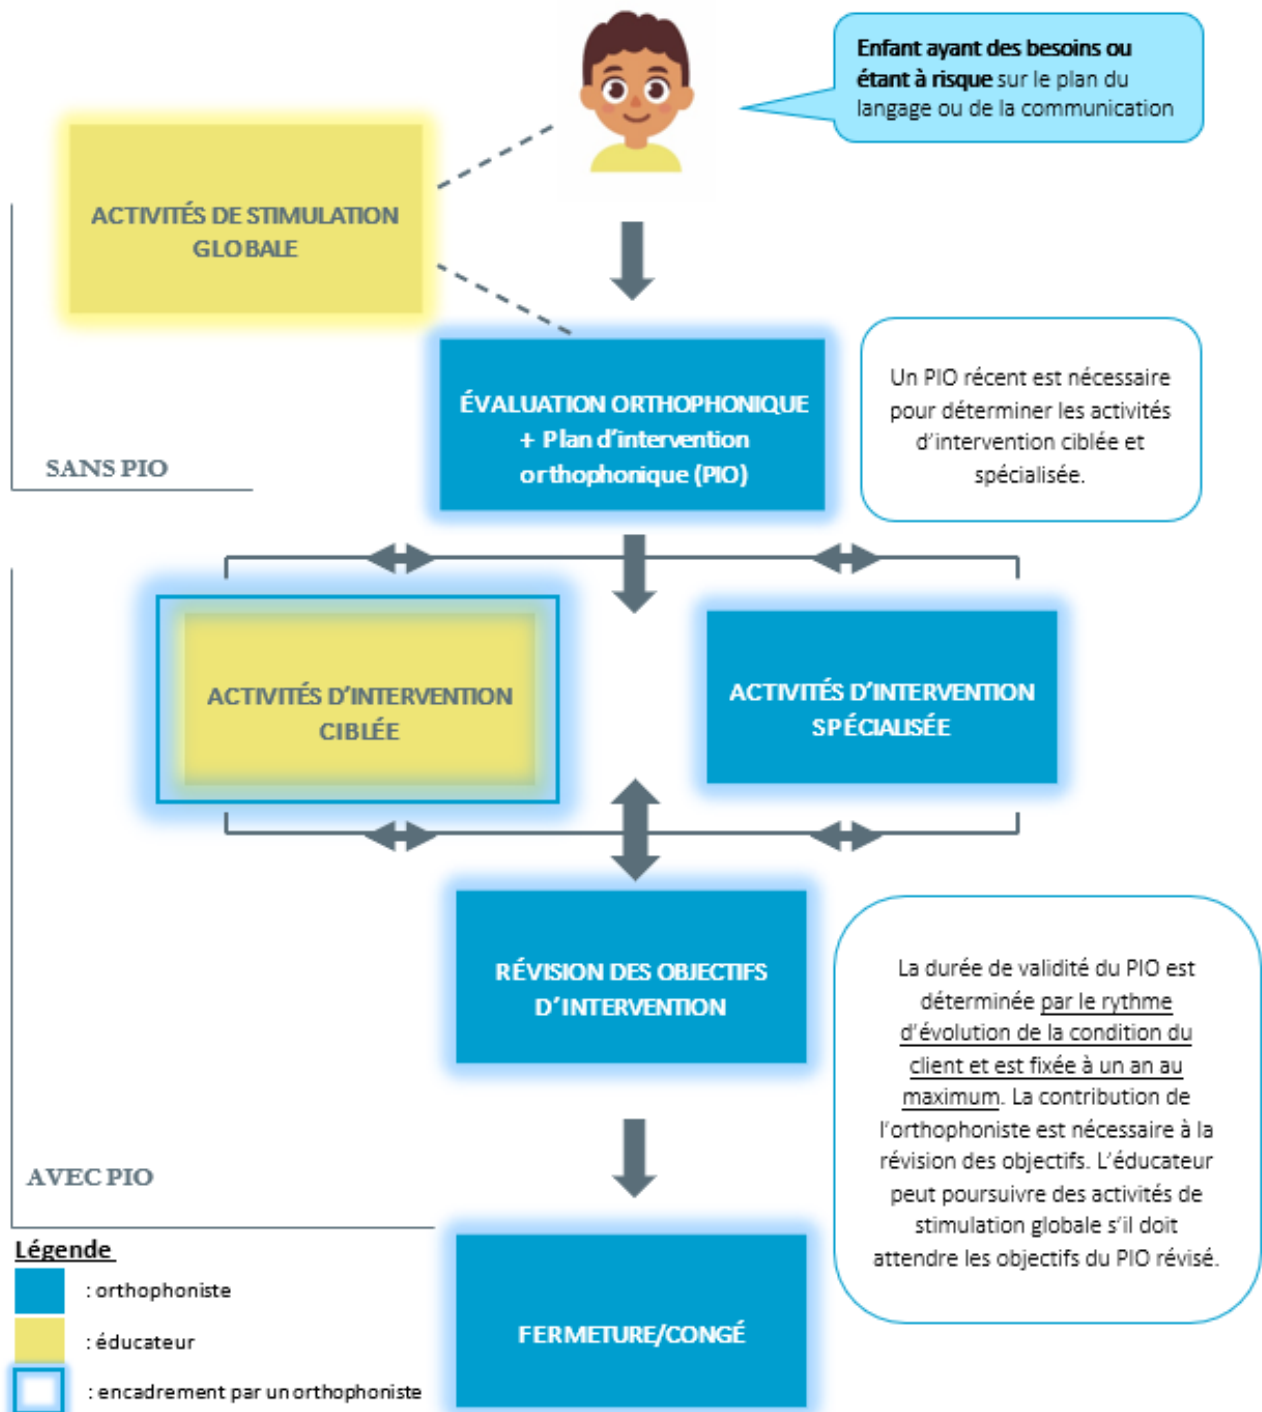 Enfant ayant des besoins ou
étant à risque sur le plan du
langage ou de la communication
ACTIVITÉS DE STIMULATION
GLOBALE
ÉVALUATION ORTHOPHONIQUE
+ Plan d'intervention
orthophonique (PIO)
Un PIO récent est nécessaire
pour déterminer les activités
d'intervention ciblée et
spécialisée.
SANS PIO
ACTIVITÉS D'INTERVENTION
CIBLÉE
ACTIVITÉS D'INTERVENTION
SPÉCIALISÉE
RÉVISION DES OBJECTIFS
D'INTERVENTION
La durée de validité du PIO est
déterminée par le rythme
d'évolution de la condition du
client et est fixée à un an au
maximum. La contribution de
l'orthophoniste est nécessaire à la
révision des objectifs. L'éducateur
peut poursuivre des activités de
stimulation globale s'il doit
attendre les objectifs du PIO révisé.
AVEC PIO
Légende
: orthophoniste
: éducateur
: encadrement par un orthophoniste
FERMETURE/CONGÉ